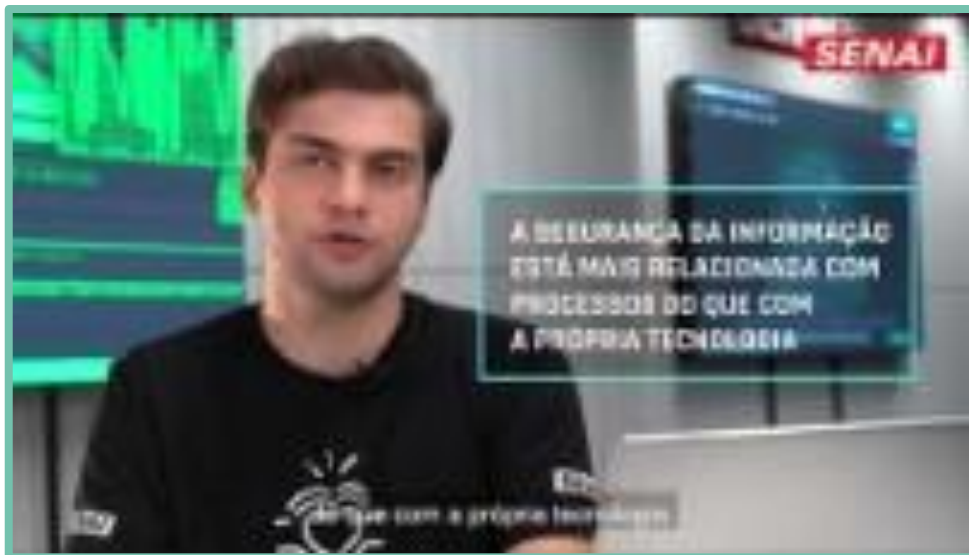 SENAI
A SEGURANÇA DA INFORMAÇÃO
ESTÁ MAIS RELACIONADA COM
PROCESSOS DO QUE COM
A PRÓPRIA TECNOLOGIA
do que com a própria tecnologia